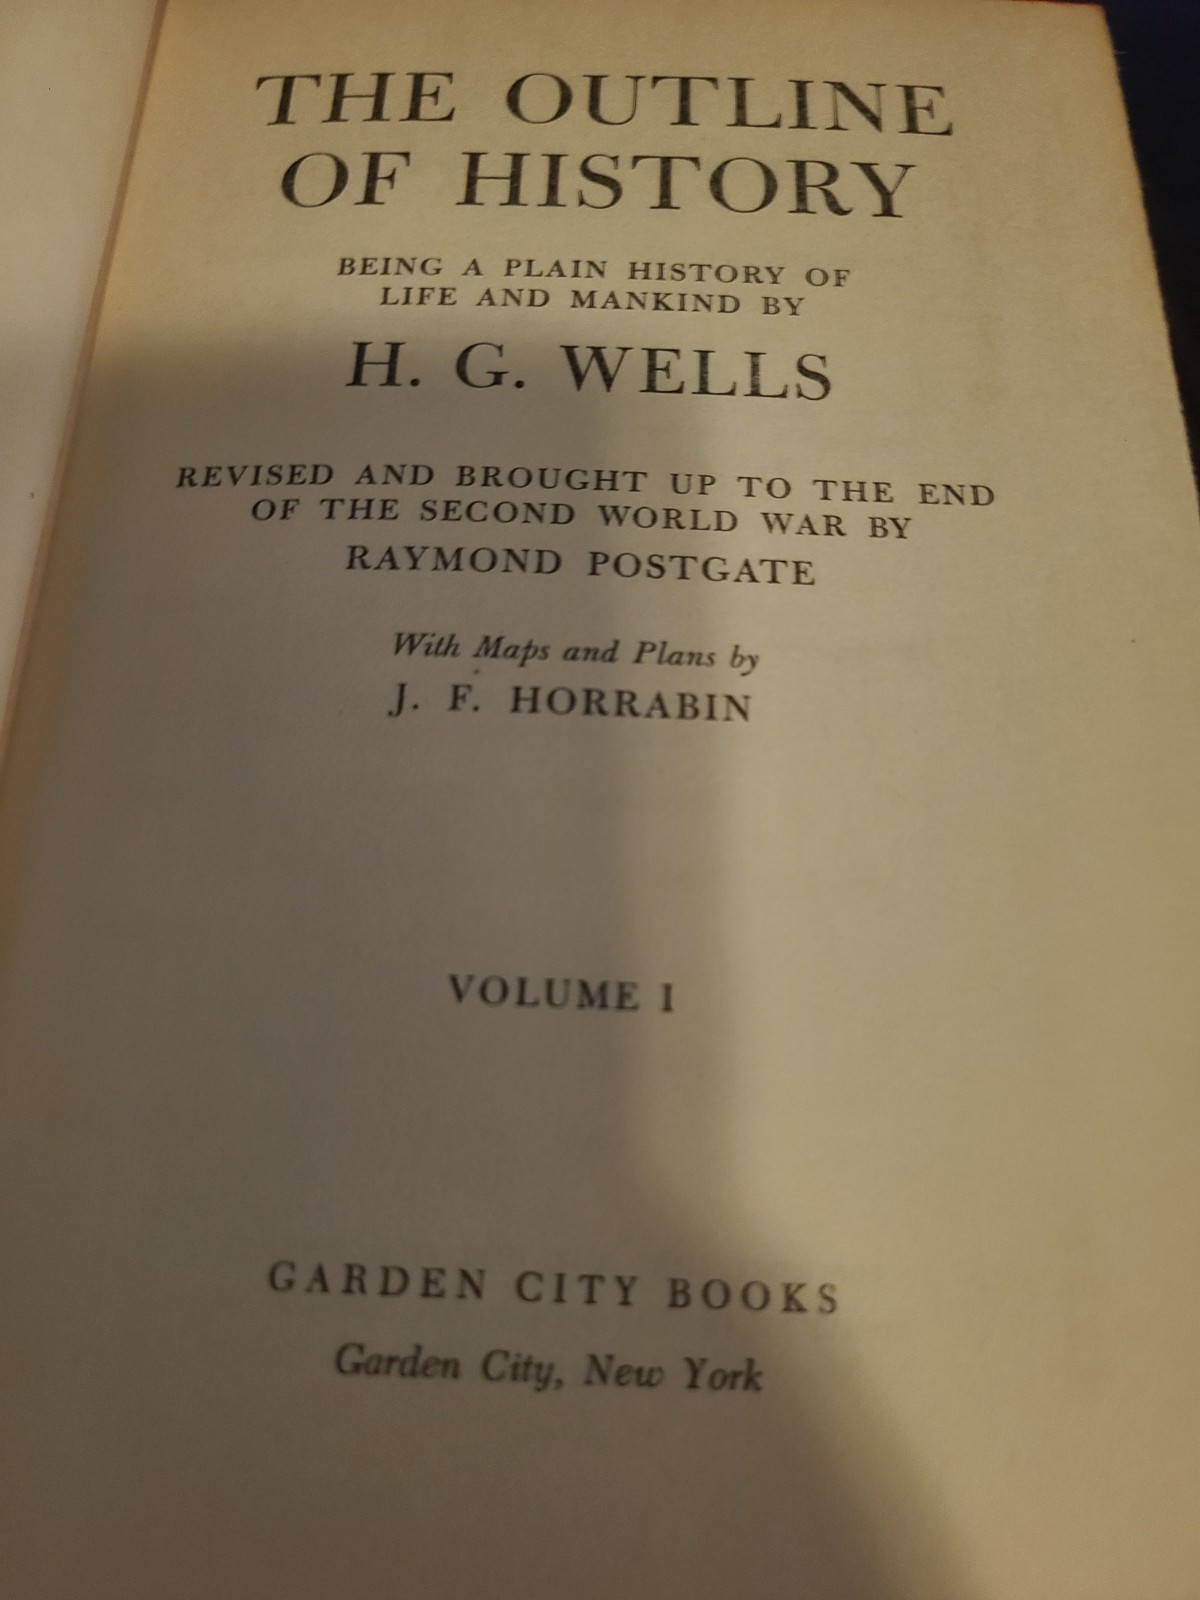 THE OUTLINE
OF HISTORY
BEING A PLAIN HISTORY OF
LIFE AND MANKIND BY
H. G. WELLS
REVISED AND BROUGHT UP TO THE END
OF THE SECOND WORLD WAR BY
RAYMOND POSTGATE
With Maps and Plans by
J. F. HORRABIN
VOLUME I
GARDEN CITY BOOKS
Garden City, New York